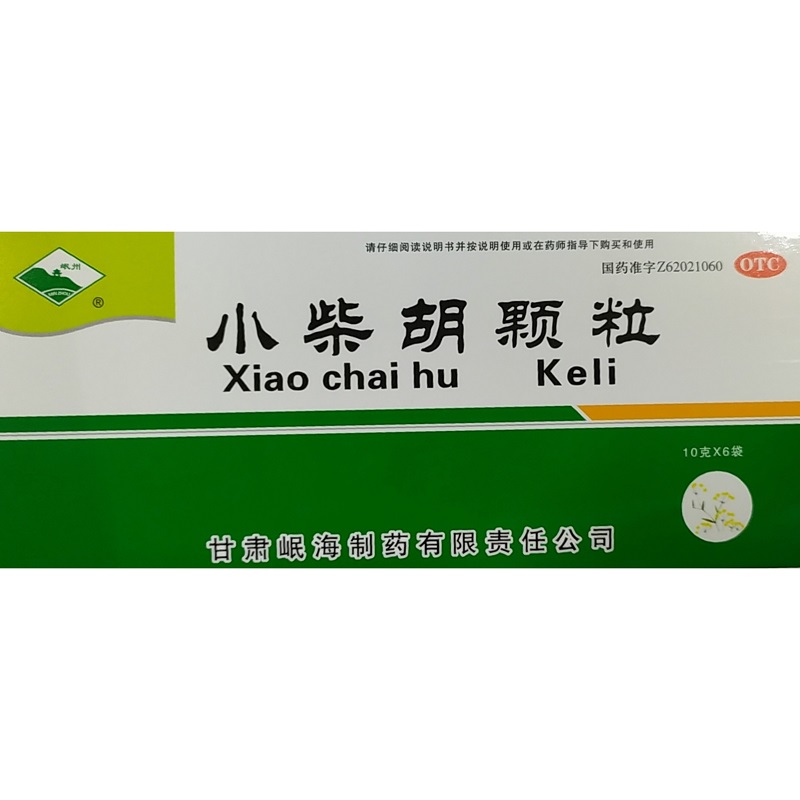 岷州
MIN ZHOU
®
请仔细阅读说明书并按说明使用或在药师指导下购买和使用
国药准字Z62021060
OTC
小柴胡颗粒
Xiao chai hu Keli
10克X6袋
甘肃岷海制药有限责任公司